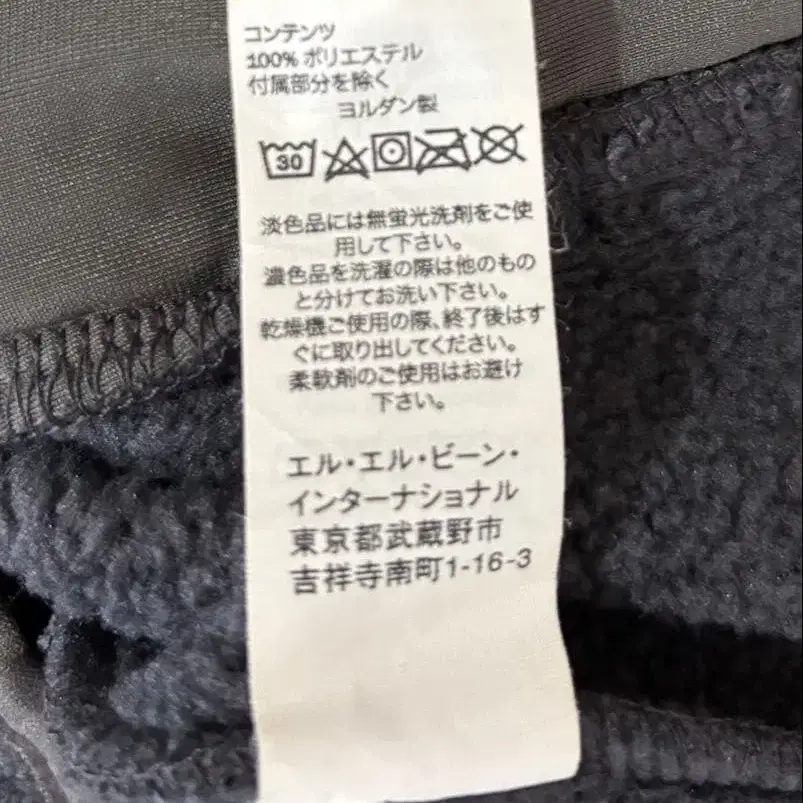 コンテンツ
100% ポリエステル
付属部分を除く
ヨルダン製
30
淡色品には無蛍光洗剤をご使
用して下さい。
濃色品を洗濯の際は他のもの
と分けてお洗い下さい。
乾燥機ご使用の際、終了後はす
ぐに取り出してください。
柔軟剤のご使用はお避け
下さい。
エル・エル・ビーン・
インターナショナル
東京都武蔵野市
吉祥寺南町1-16-3